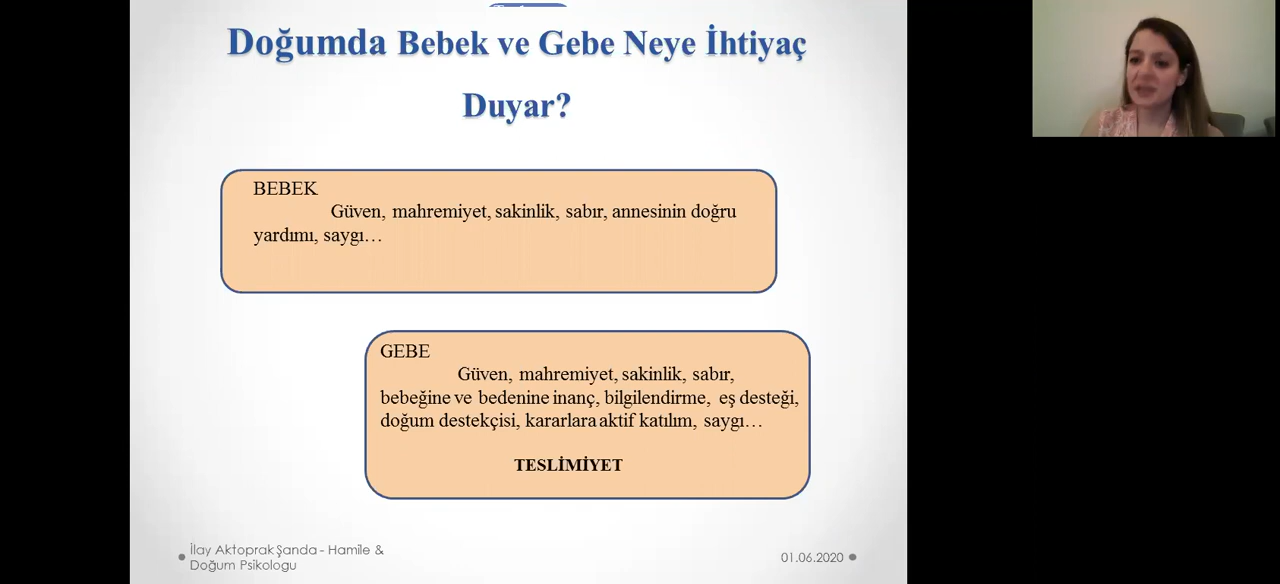 Doğumda Bebek ve Gebe Neye İhtiyaç
Duyar?
BEBEK
Güven, mahremiyet, sakinlik, sabır, annesinin doğru
yardımı, saygı…
GEBE
Güven, mahremiyet, sakinlik, sabır,
bebeğine ve bedenine inanç, bilgilendirme, eş desteği,
doğum destekçisi, kararlara aktif katılım, saygı…
TESLİMİYET
İlay Aktoprak Şanda - Hamile &
Doğum Psikologu
01.06.2020